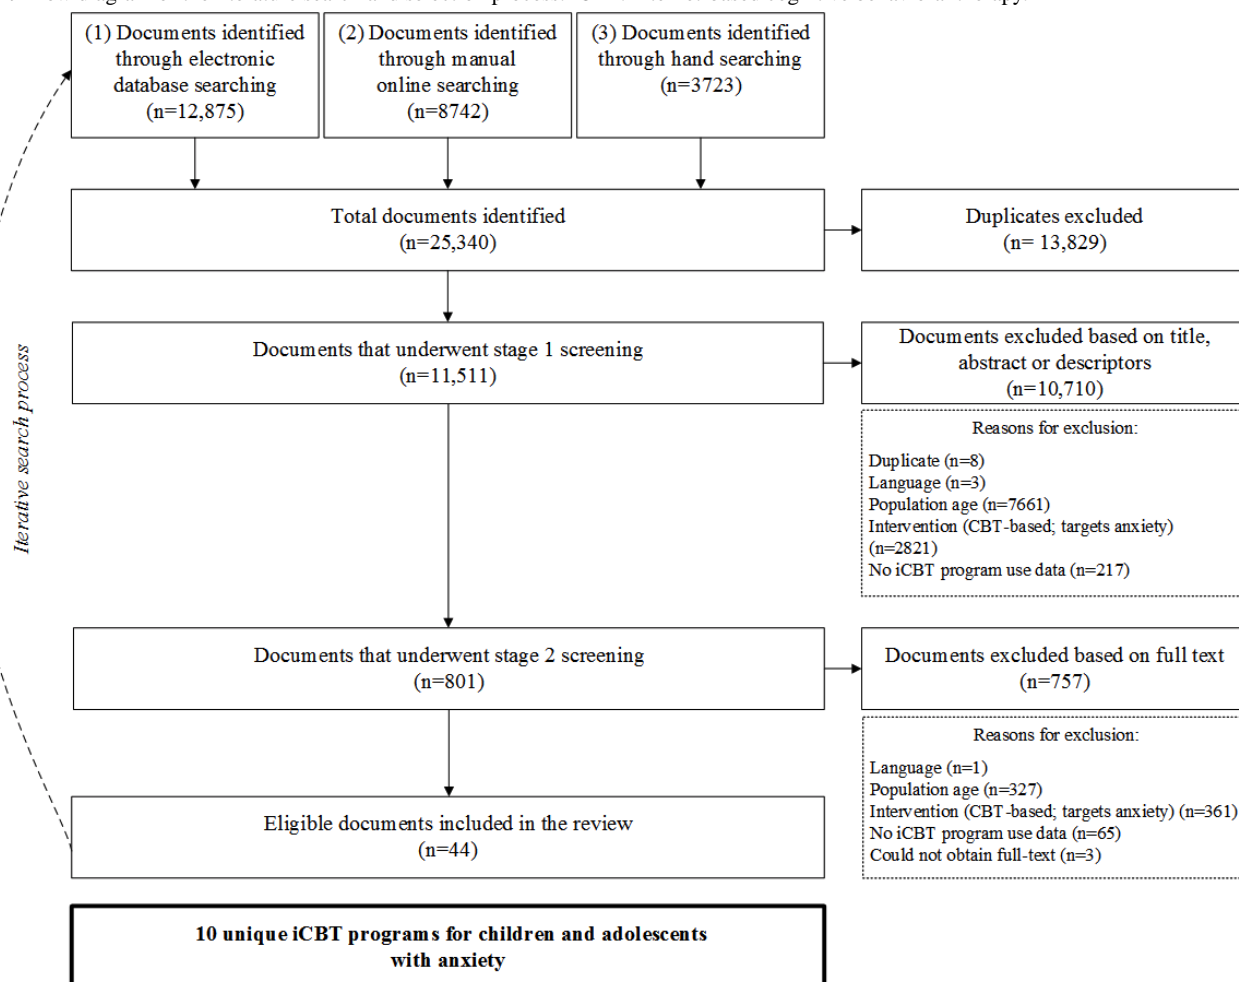 (1) Documents identified
through electronic
database searching
(n=12,875)
(2) Documents identified
through manual
online searching
(n=8742)
(3) Documents identified
through hand searching
(n=3723)
Total documents identified
(n=25,340)
Duplicates excluded
(n= 13,829)
Documents that underwent stage 1 screening
(n=11,511)
Documents excluded based on title,
abstract or descriptors
(n=10,710)
Reasons for exclusion:
Duplicate (n=8)
Language (n=3)
Population age (n=7661)
Intervention (CBT-based; targets anxiety)
(n=2821)
No iCBT program use data (n=217)
Iterative search process
Documents that underwent stage 2 screening
(n=801)
Documents excluded based on full text
(n=757)
Reasons for exclusion:
Language (n=1)
Population age (n=327)
Intervention (CBT-based; targets anxiety) (n=361)
No iCBT program use data (n=65)
Could not obtain full-text (n=3)
Eligible documents included in the review
(n=44)
10 unique iCBT programs for children and adolescents
with anxiety